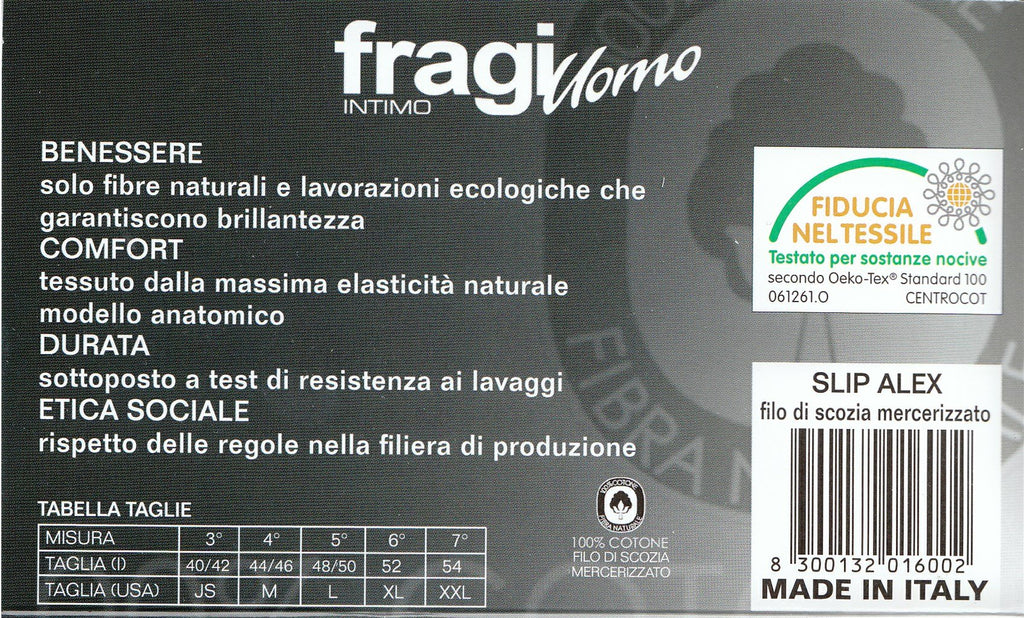 fragi Uomo
INTIMO
BENESSERE
solo fibre naturali e lavorazioni ecologiche che
garantiscono brillantezza
COMFORT
tessuto dalla massima elasticità naturale
modello anatomico
DURATA
sottoposto a test di resistenza ai lavaggi
ETICA SOCIALE
rispetto delle regole nella filiera di produzione
TABELLA TAGLIE
MISURA 3° 4° 5° 6° 7°
TAGLIA (I) 40/42 44/46 48/50 52 54
TAGLIA (USA) JS M L XL XXL
100% COTONE
FIBRA NATURALE
100% COTONE
FILO DI SCOZIA
MERCERIZZATO
FIDUCIA
NEL TESSILE
Testato per sostanze nocive
secondo Oeko-Tex® Standard 100
061261.O CENTROCOT
SLIP ALEX
filo di scozia mercerizzato
8 300132 016002
MADE IN ITALY